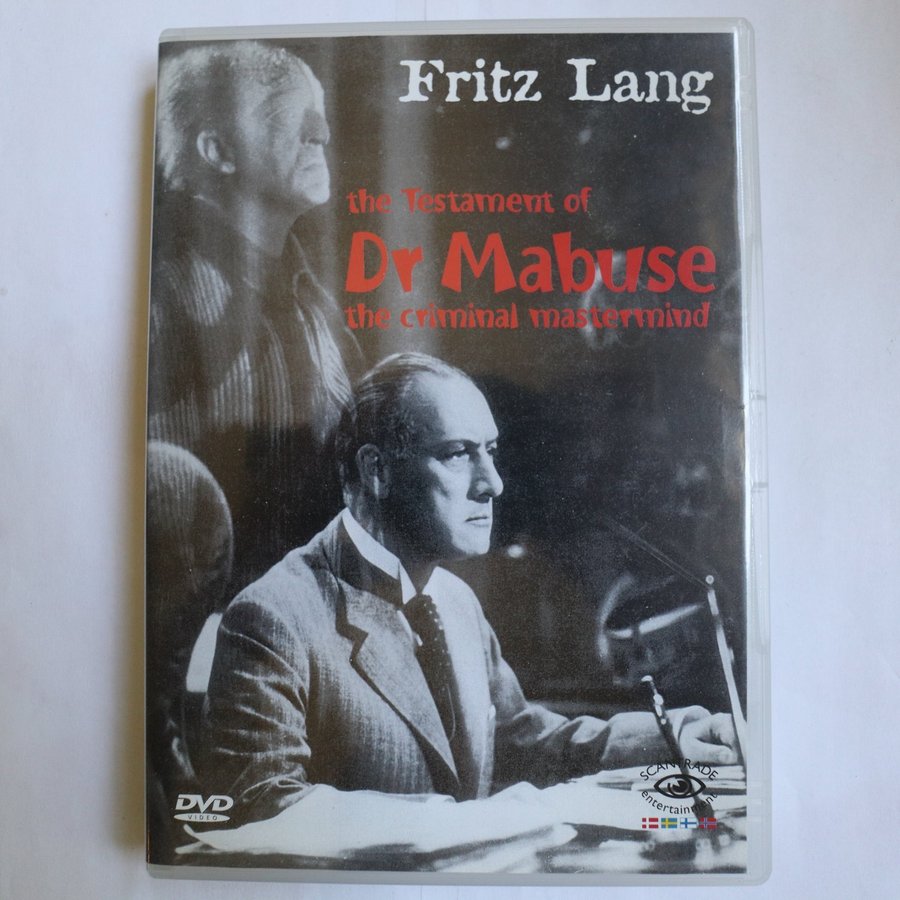 Fritz Lang
the Testament of
Dr Mabuse
the criminal mastermind
SCANTRADE
entertainment
DVD
VIDEO